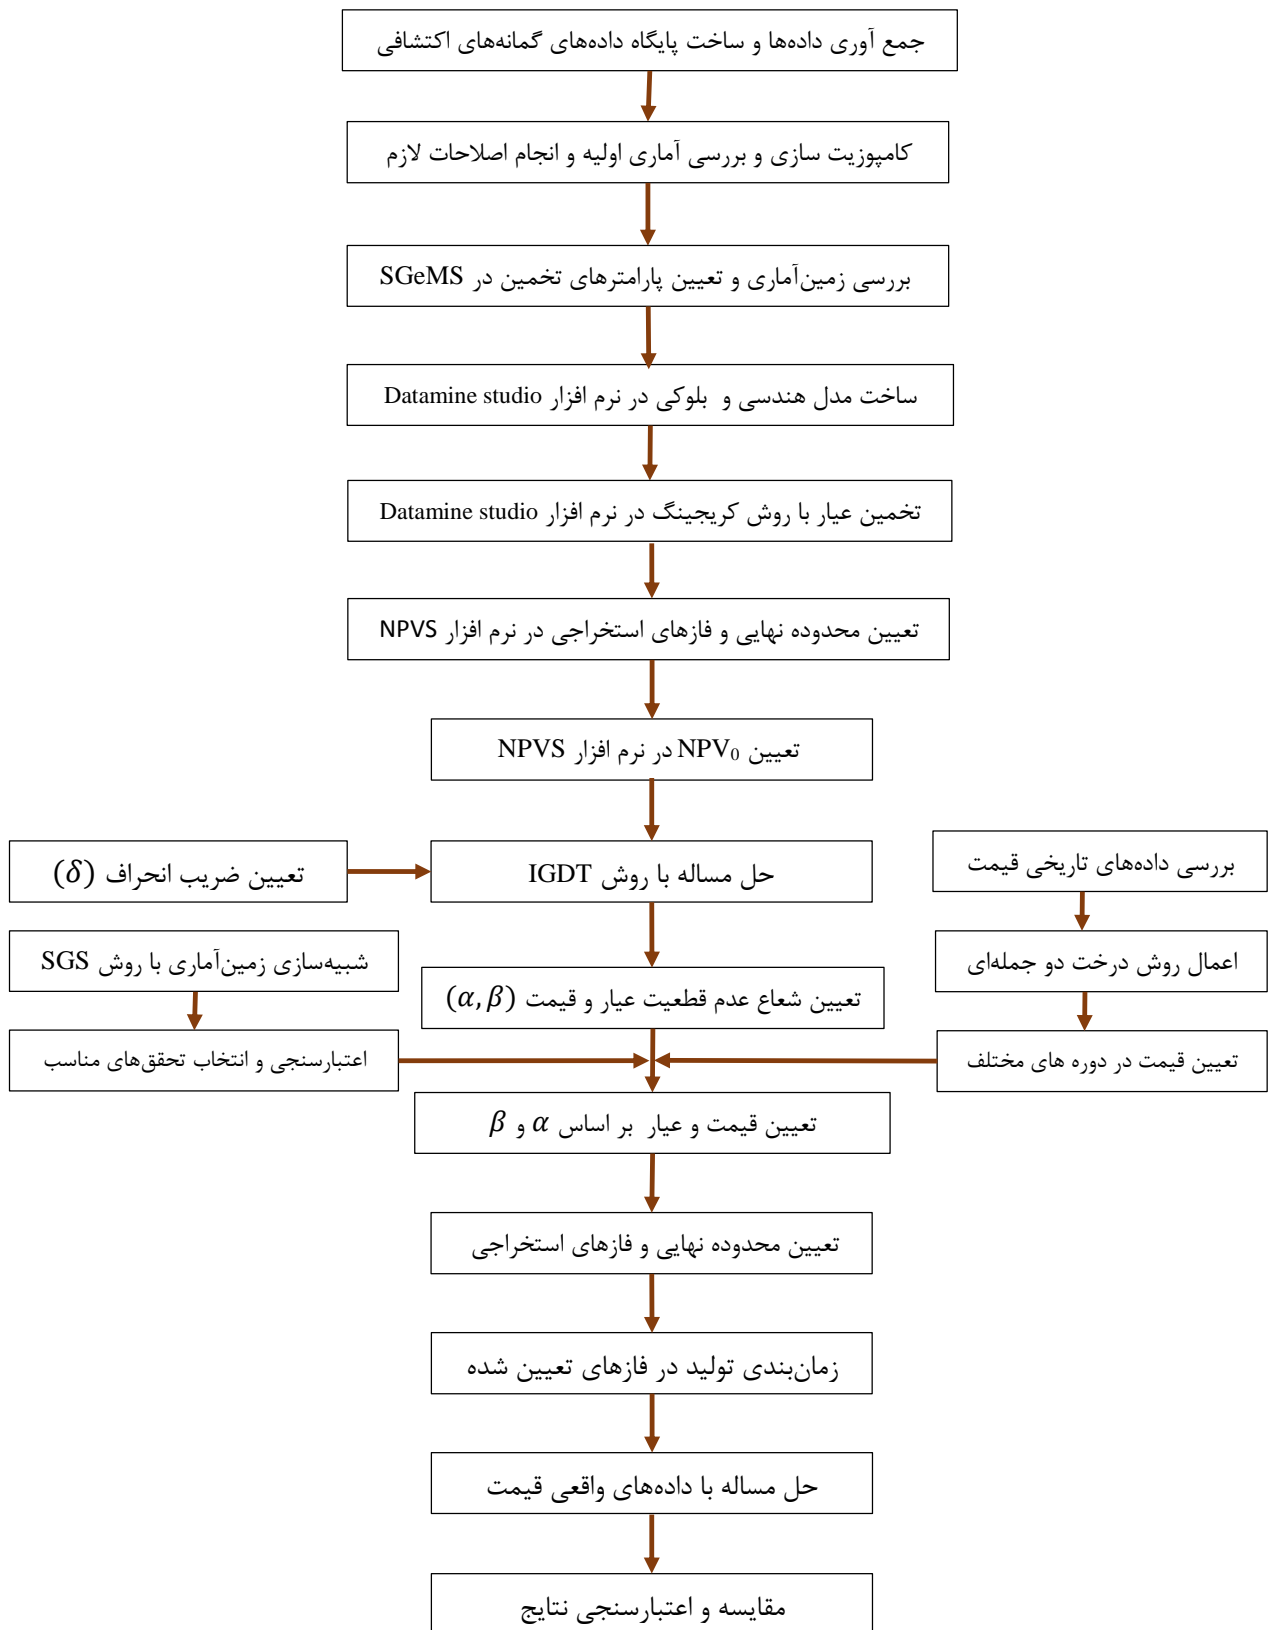 جمع آوری داده‌ها و ساخت پایگاه داده‌های گمانه‌های اکتشافی
کامپوزیت سازی و بررسی آماری اولیه و انجام اصلاحات لازم
بررسی زمین‌آماری و تعیین پارامترهای تخمین در SGeMS
ساخت مدل هندسی و بلوکی در نرم افزار Datamine studio
تخمین عیار با روش کریجینگ در نرم افزار Datamine studio
تعیین محدوده نهایی و فازهای استخراجی در نرم افزار NPVS
تعیین NPV₀ در نرم افزار NPVS
بررسی داده‌های تاریخی قیمت
حل مساله با روش IGDT
تعیین ضریب انحراف (δ)
اعمال روش درخت دو جمله‌ای
شبیه‌سازی زمین‌آماری با روش SGS
تعیین شعاع عدم قطعیت عیار و قیمت (α, β)
تعیین قیمت در دوره های مختلف
اعتبارسنجی و انتخاب تحقق‌های مناسب
تعیین قیمت و عیار بر اساس α و β
تعیین محدوده نهایی و فازهای استخراجی
زمان‌بندی تولید در فازهای تعیین شده
حل مساله با داده‌های واقعی قیمت
مقایسه و اعتبارسنجی نتایج